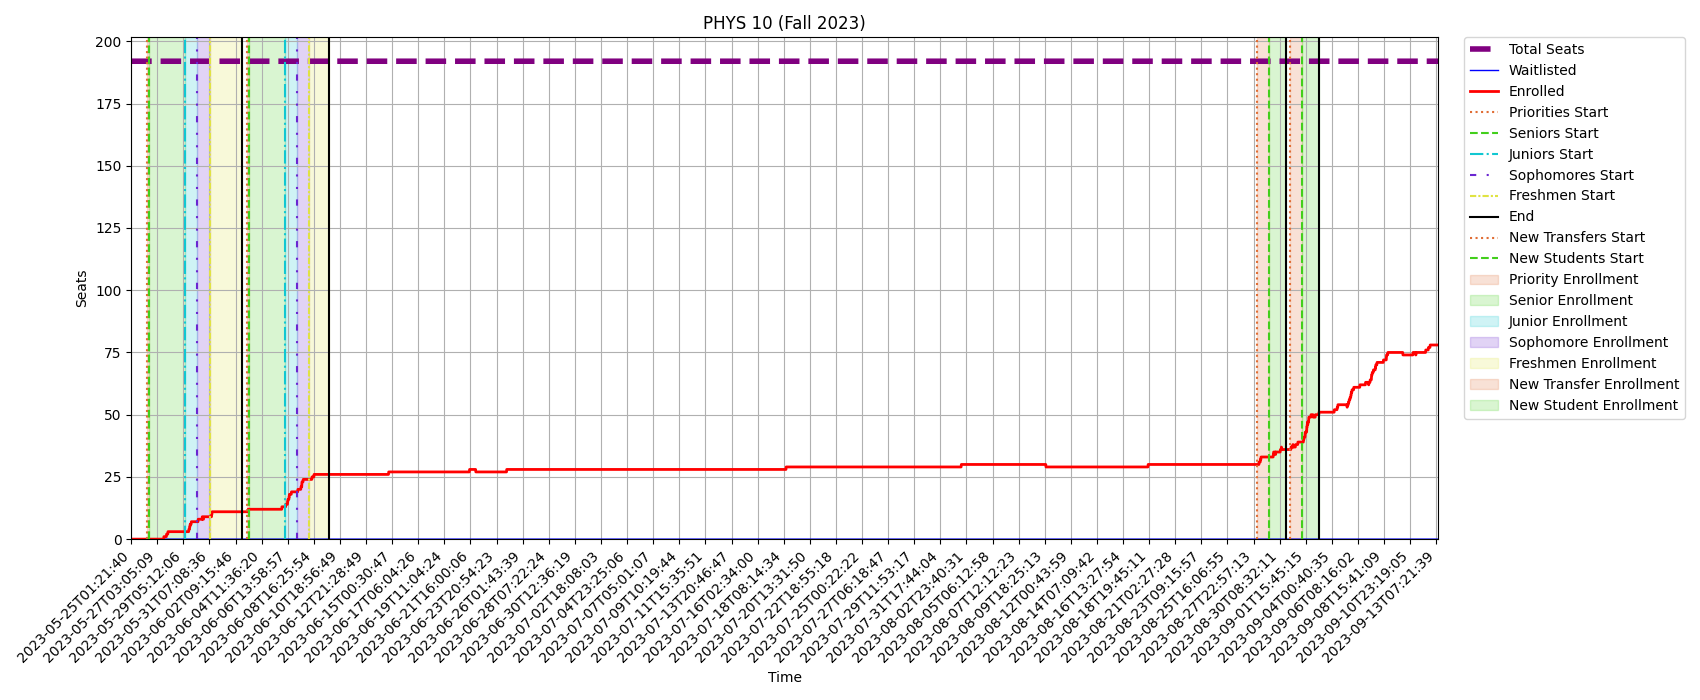 PHYS 10 (Fall 2023)
200
175
150
125
100
75
50
25
0
Seats
2023-05-25T01:21:40
2023-05-27T03:05:09
2023-05-29T05:12:06
2023-05-31T07:08:36
2023-06-02T09:15:46
2023-06-04T11:36:20
2023-06-06T13:58:57
2023-06-08T16:25:54
2023-06-10T18:56:49
2023-06-12T21:28:49
2023-06-15T00:30:47
2023-06-17T04:04:26
2023-06-19T11:04:24
2023-06-21T16:00:06
2023-06-23T20:54:23
2023-06-26T01:43:39
2023-06-28T07:22:24
2023-06-30T12:36:19
2023-07-02T18:08:03
2023-07-04T23:25:06
2023-07-07T05:01:07
2023-07-09T10:19:44
2023-07-11T15:35:51
2023-07-13T20:46:47
2023-07-16T02:34:00
2023-07-18T08:14:34
2023-07-20T13:31:50
2023-07-22T18:55:18
2023-07-25T00:22:22
2023-07-27T06:18:47
2023-07-29T11:53:17
2023-07-31T17:44:04
2023-08-02T23:40:31
2023-08-05T06:12:58
2023-08-07T12:12:23
2023-08-09T18:25:13
2023-08-12T00:43:59
2023-08-14T07:09:42
2023-08-16T13:27:54
2023-08-18T19:45:11
2023-08-21T02:27:28
2023-08-23T09:15:57
2023-08-25T16:06:55
2023-08-27T22:57:13
2023-08-30T08:32:11
2023-09-01T15:45:15
2023-09-04T00:40:35
2023-09-06T08:16:02
2023-09-08T15:41:09
2023-09-10T23:19:05
2023-09-13T07:21:39
Time
Total Seats
Waitlisted
Enrolled
Priorities Start
Seniors Start
Juniors Start
Sophomores Start
Freshmen Start
End
New Transfers Start
New Students Start
Priority Enrollment
Senior Enrollment
Junior Enrollment
Sophomore Enrollment
Freshmen Enrollment
New Transfer Enrollment
New Student Enrollment